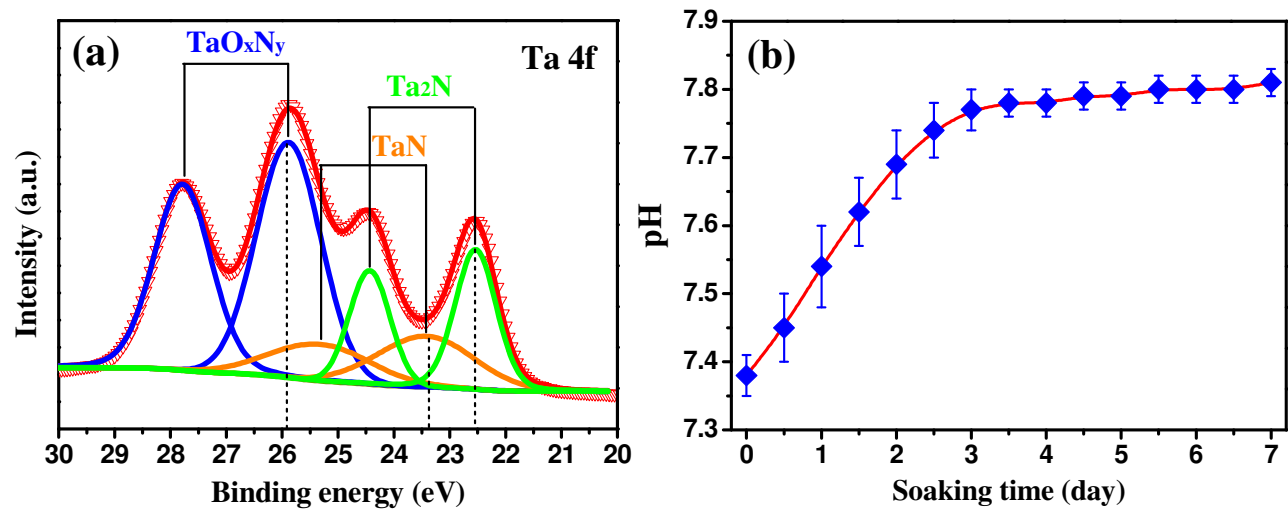 (a)
TaOxNy
Ta 4f
Ta2N
TaN
Intensity (a.u.)
30 29 28 27 26 25 24 23 22 21 20
Binding energy (eV)
(b)
7.9
7.8
7.7
7.6
7.5
7.4
7.3
pH
0 1 2 3 4 5 6 7
Soaking time (day)